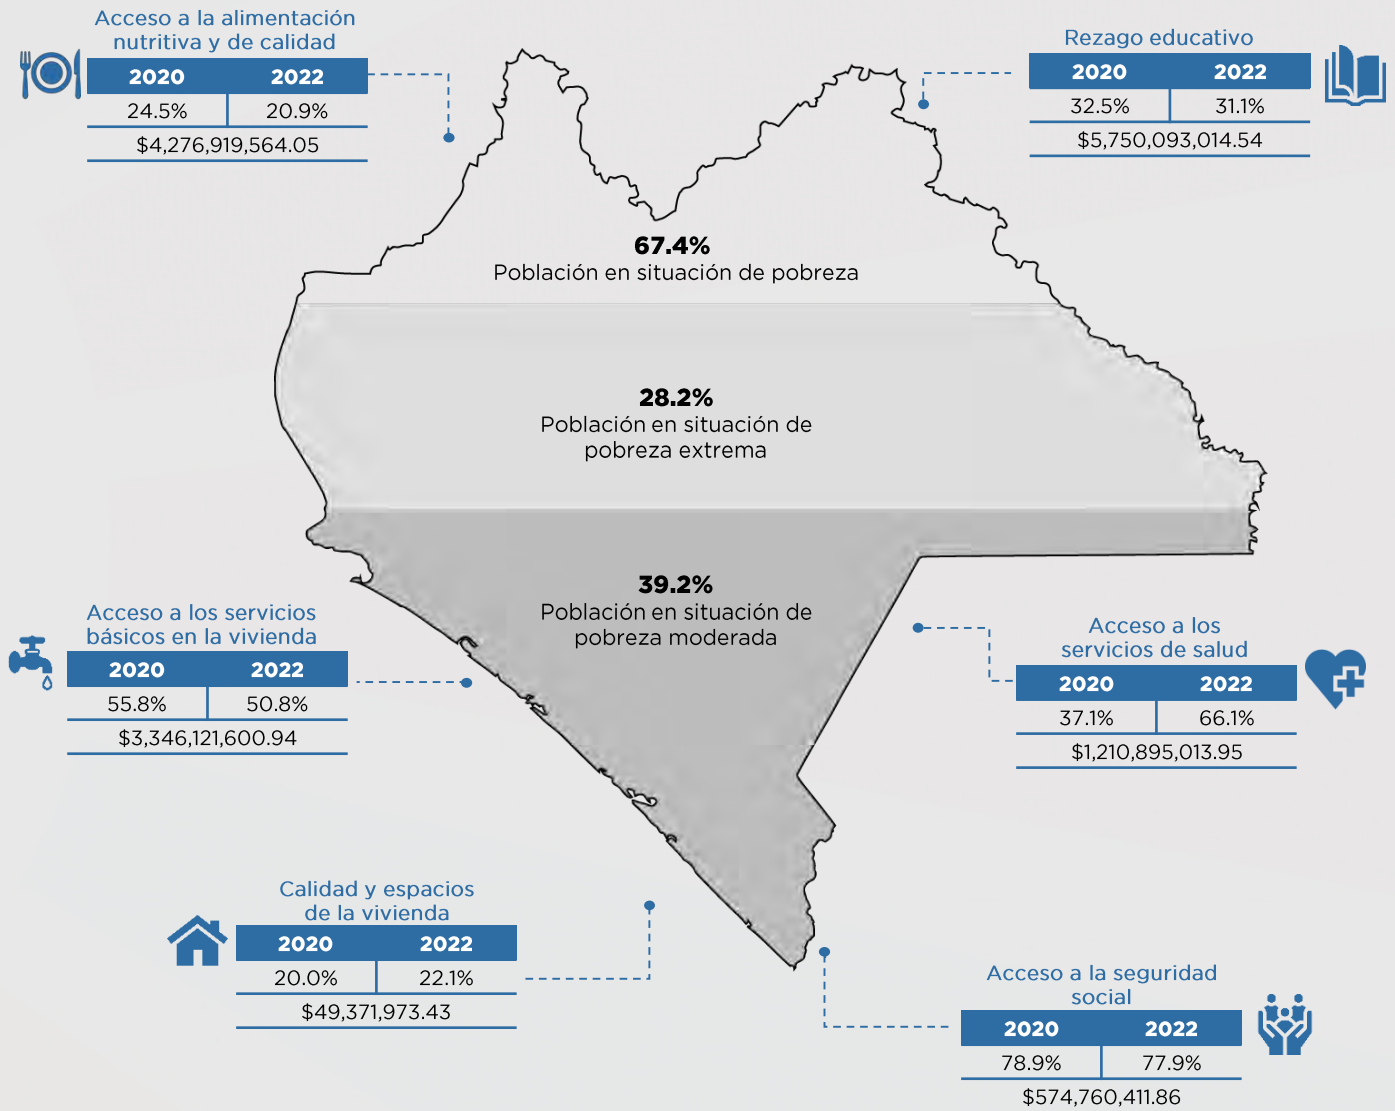 Acceso a la alimentación
nutritiva y de calidad
2020 2022
24.5% 20.9%
$4,276,919,564.05
Rezago educativo
2020 2022
32.5% 31.1%
$5,750,093,014.54
67.4%
Población en situación de pobreza
28.2%
Población en situación de
pobreza extrema
39.2%
Población en situación de
pobreza moderada
Acceso a los servicios
básicos en la vivienda
2020 2022
55.8% 50.8%
$3,346,121,600.94
Acceso a los
servicios de salud
2020 2022
37.1% 66.1%
$1,210,895,013.95
Calidad y espacios
de la vivienda
2020 2022
20.0% 22.1%
$49,371,973.43
Acceso a la seguridad
social
2020 2022
78.9% 77.9%
$574,760,411.86